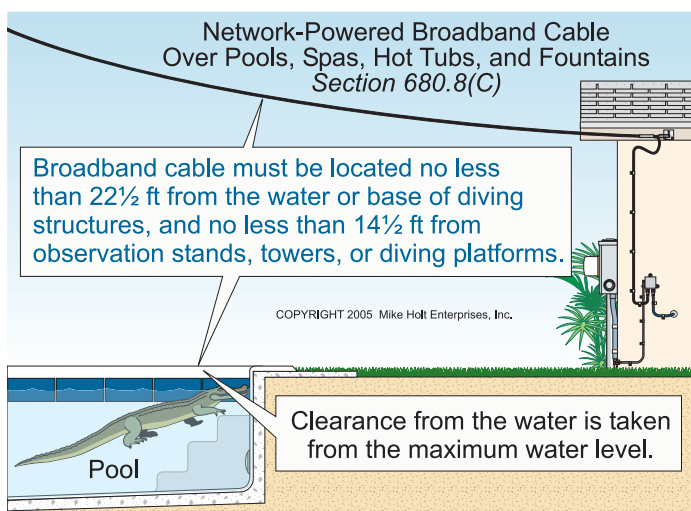 Network-Powered Broadband Cable
Over Pools, Spas, Hot Tubs, and Fountains
Section 680.8(C)
Broadband cable must be located no less
than 22½ ft from the water or base of diving
structures, and no less than 14½ ft from
observation stands, towers, or diving platforms.
COPYRIGHT 2005 Mike Holt Enterprises, Inc.
Clearance from the water is taken
from the maximum water level.
Pool